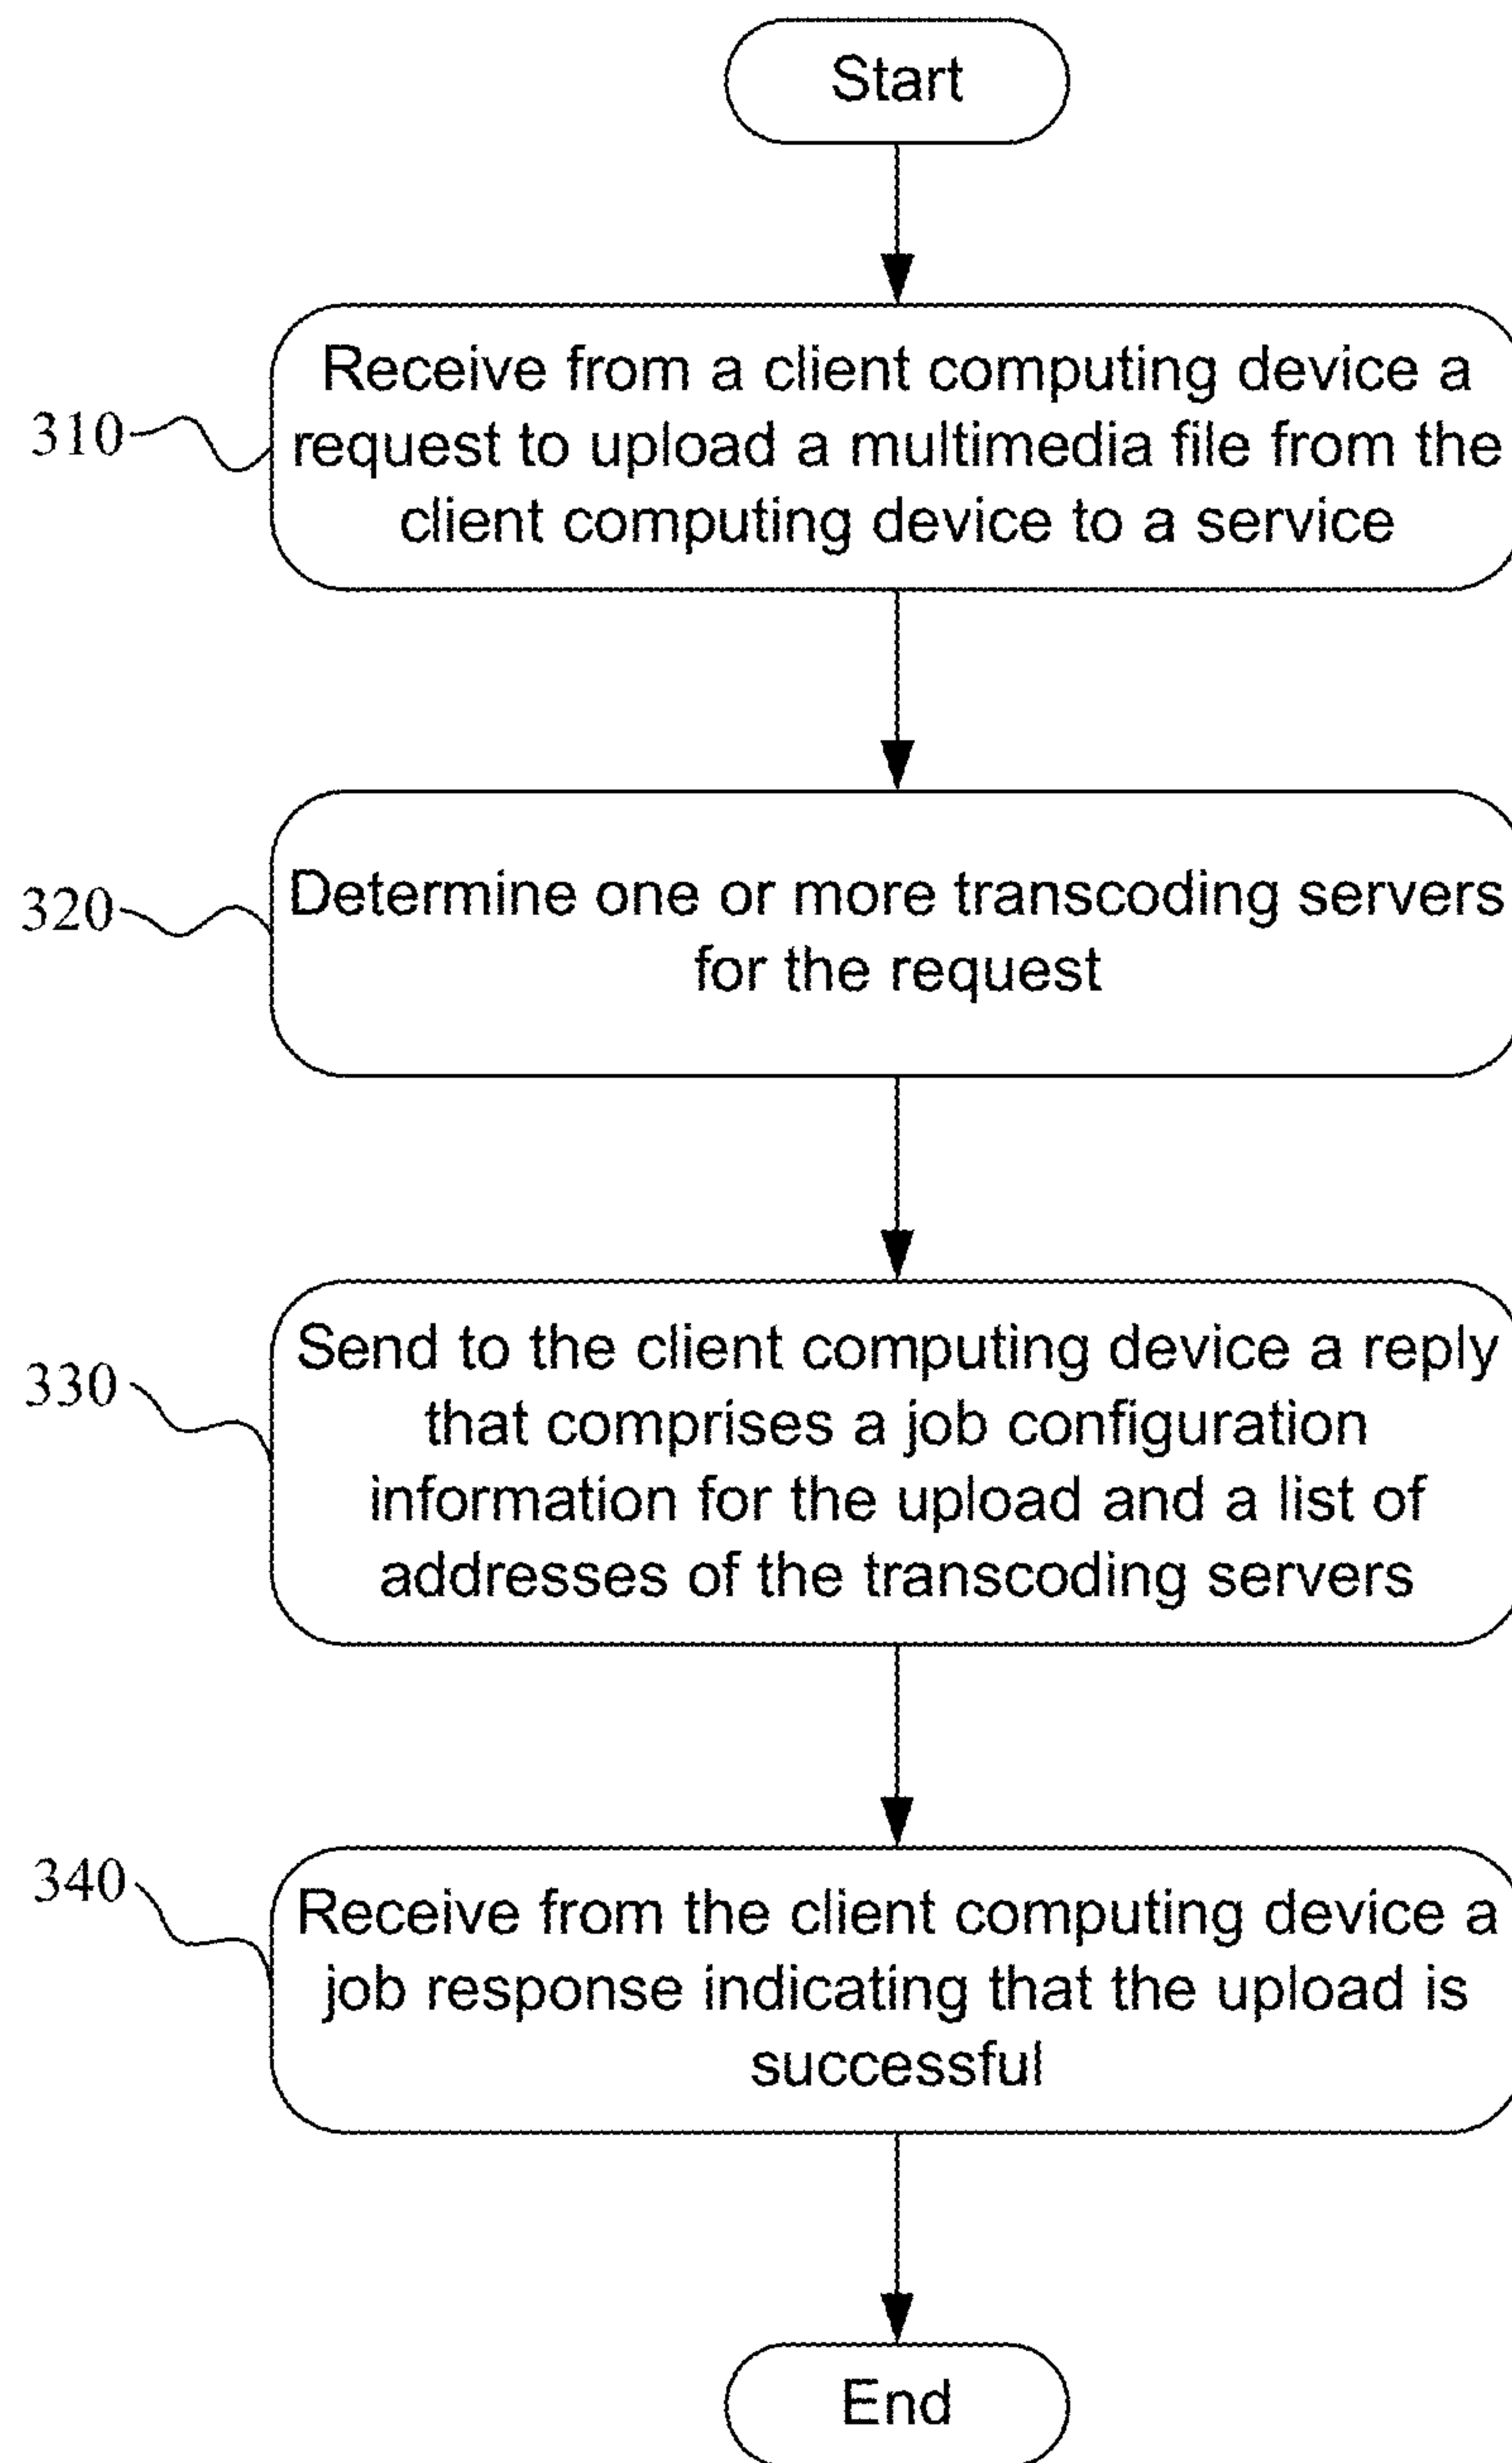 Start
310
Receive from a client computing device a
request to upload a multimedia file from the
client computing device to a service
320
Determine one or more transcoding servers
for the request
330
Send to the client computing device a reply
that comprises a job configuration
information for the upload and a list of
addresses of the transcoding servers
340
Receive from the client computing device a
job response indicating that the upload is
successful
End